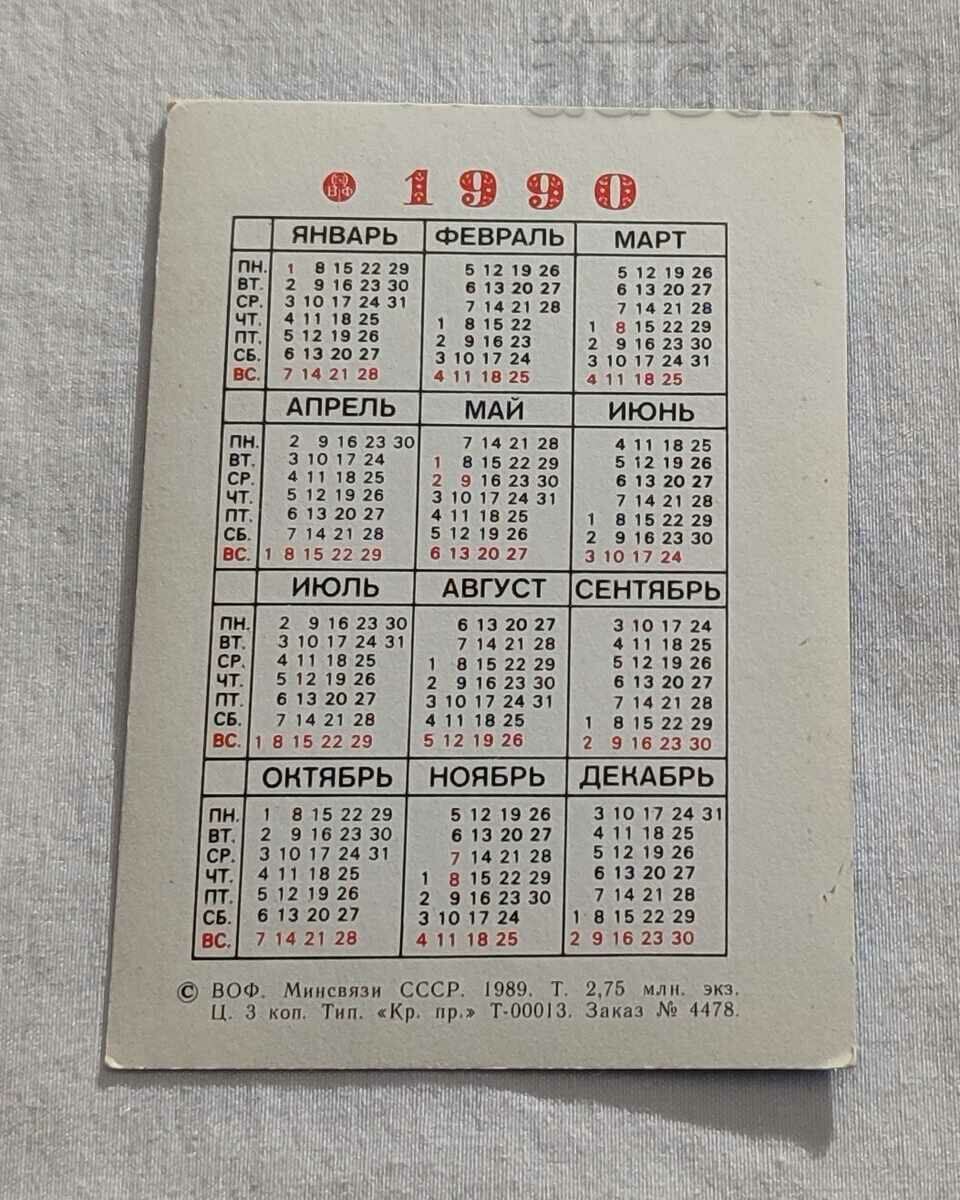 ВФ 1990
ЯНВАРЬ ФЕВРАЛЬ МАРТ
ПН. 1 8 15 22 29 5 12 19 26 5 12 19 26
ВТ. 2 9 16 23 30 6 13 20 27 6 13 20 27
СР. 3 10 17 24 31 7 14 21 28 7 14 21 28
ЧТ. 4 11 18 25 1 8 15 22 1 8 15 22 29
ПТ. 5 12 19 26 2 9 16 23 2 9 16 23 30
СБ. 6 13 20 27 3 10 17 24 3 10 17 24 31
ВС. 7 14 21 28 4 11 18 25 4 11 18 25
АПРЕЛЬ МАЙ ИЮНЬ
ПН. 2 9 16 23 30 7 14 21 28 4 11 18 25
ВТ. 3 10 17 24 1 8 15 22 29 5 12 19 26
СР. 4 11 18 25 2 9 16 23 30 6 13 20 27
ЧТ. 5 12 19 26 3 10 17 24 31 7 14 21 28
ПТ. 6 13 20 27 4 11 18 25 1 8 15 22 29
СБ. 7 14 21 28 5 12 19 26 2 9 16 23 30
ВС. 1 8 15 22 29 6 13 20 27 3 10 17 24
ИЮЛЬ АВГУСТ СЕНТЯБРЬ
ПН. 2 9 16 23 30 6 13 20 27 3 10 17 24
ВТ. 3 10 17 24 31 7 14 21 28 4 11 18 25
СР. 4 11 18 25 1 8 15 22 29 5 12 19 26
ЧТ. 5 12 19 26 2 9 16 23 30 6 13 20 27
ПТ. 6 13 20 27 3 10 17 24 31 7 14 21 28
СБ. 7 14 21 28 4 11 18 25 1 8 15 22 29
ВС. 1 8 15 22 29 5 12 19 26 2 9 16 23 30
ОКТЯБРЬ НОЯБРЬ ДЕКАБРЬ
ПН. 1 8 15 22 29 5 12 19 26 3 10 17 24 31
ВТ. 2 9 16 23 30 6 13 20 27 4 11 18 25
СР. 3 10 17 24 31 7 14 21 28 5 12 19 26
ЧТ. 4 11 18 25 1 8 15 22 29 6 13 20 27
ПТ. 5 12 19 26 2 9 16 23 30 7 14 21 28
СБ. 6 13 20 27 3 10 17 24 1 8 15 22 29
ВС. 7 14 21 28 4 11 18 25 2 9 16 23 30
© ВОФ. Минсвязи СССР. 1989. Т. 2,75 млн. экз.
Ц. 3 коп. Тип. «Кр. пр.» Т-00013. Заказ № 4478.